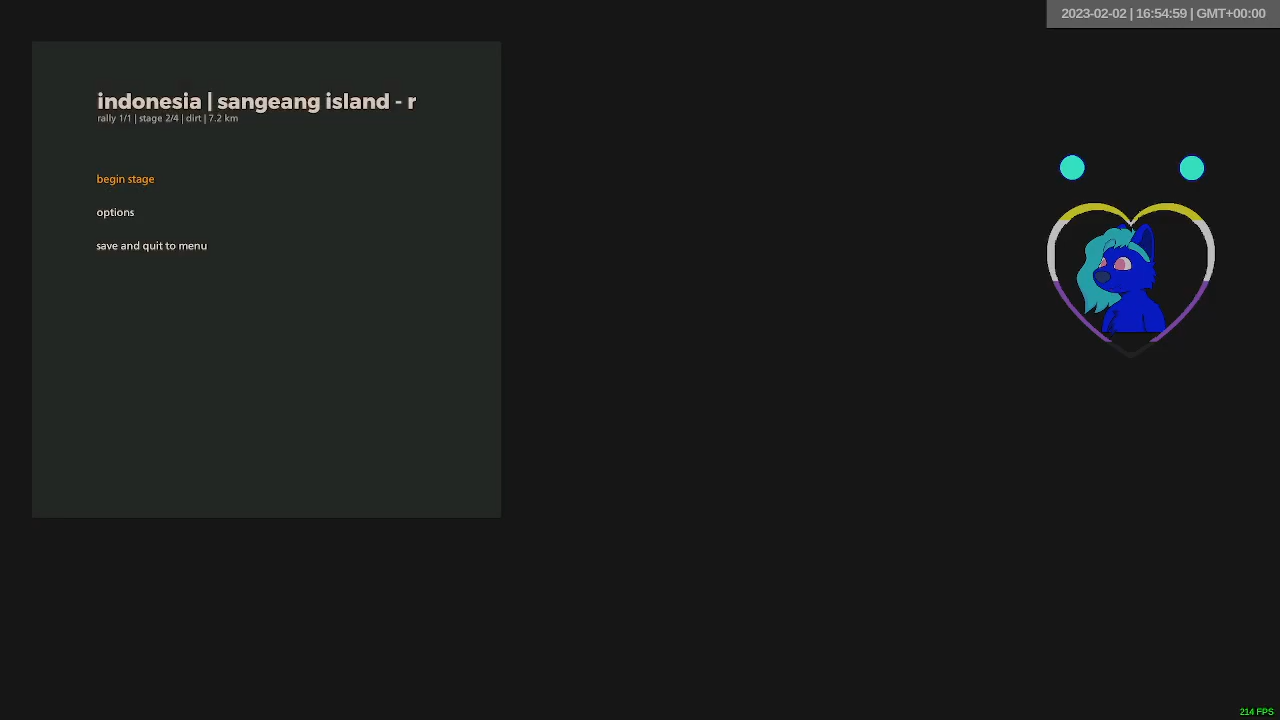 2023-02-02 | 16:54:59 | GMT+00:00
indonesia | sangeang island - r
rally 1/1 | stage 2/4 | dirt | 7.2 km
begin stage
options
save and quit to menu
214 FPS